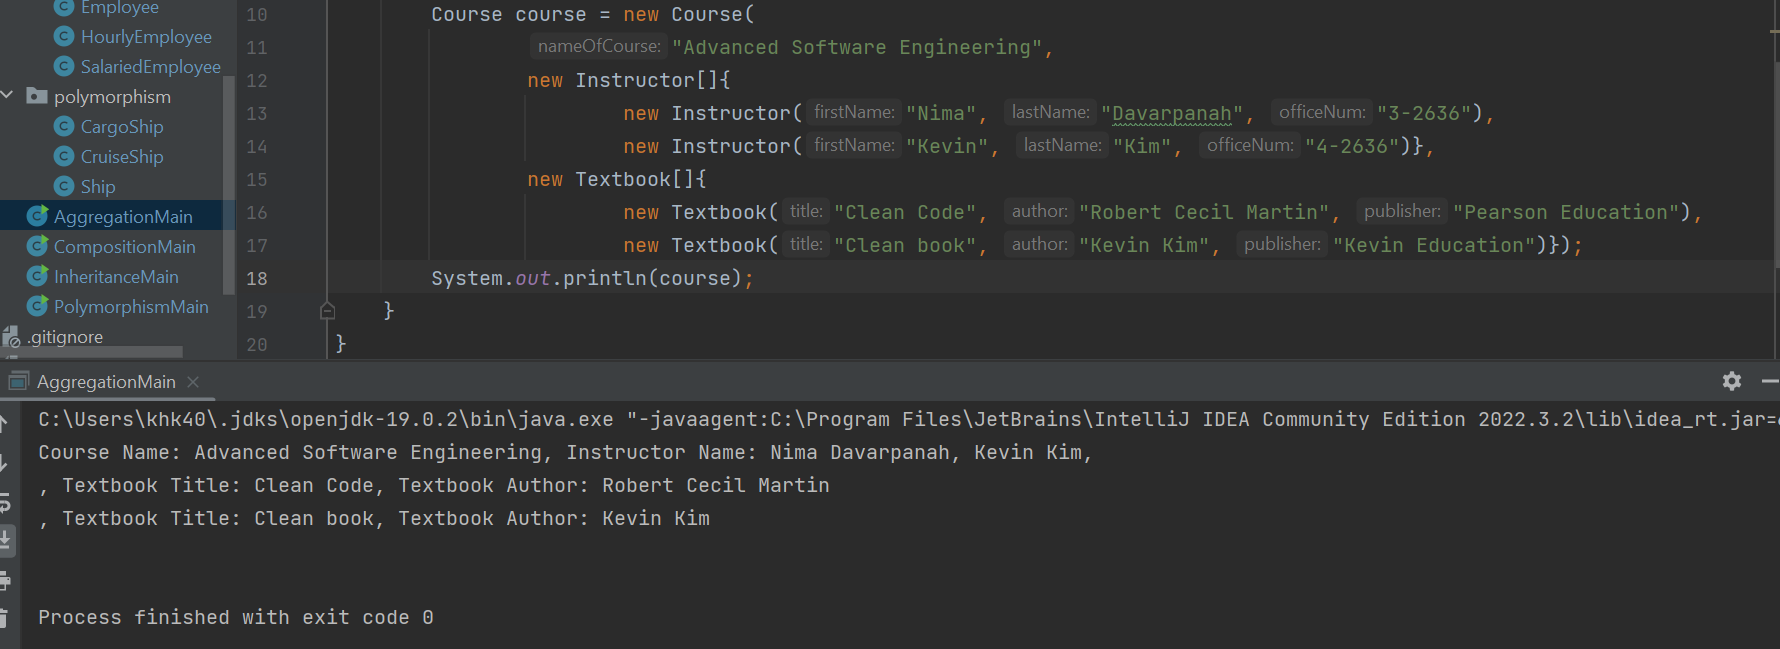 Employee
HourlyEmployee
SalariedEmployee
polymorphism
CargoShip
CruiseShip
Ship
AggregationMain
CompositionMain
InheritanceMain
PolymorphismMain
.gitignore
10 Course course = new Course(
11 nameOfCourse: "Advanced Software Engineering",
12 new Instructor[]{
13 new Instructor( firstName: "Nima", lastName: "Davarpanah", officeNum: "3-2636"),
14 new Instructor( firstName: "Kevin", lastName: "Kim", officeNum: "4-2636")},
15 new Textbook[]{
16 new Textbook( title: "Clean Code", author: "Robert Cecil Martin", publisher: "Pearson Education"),
17 new Textbook( title: "Clean book", author: "Kevin Kim", publisher: "Kevin Education")});
18 System.out.println(course);
19 }
20 }
AggregationMain
C:\Users\khk40\.jdks\openjdk-19.0.2\bin\java.exe "-javaagent:C:\Program Files\JetBrains\IntelliJ IDEA Community Edition 2022.3.2\lib\idea_rt.jar=
Course Name: Advanced Software Engineering, Instructor Name: Nima Davarpanah, Kevin Kim,
, Textbook Title: Clean Code, Textbook Author: Robert Cecil Martin
, Textbook Title: Clean book, Textbook Author: Kevin Kim
Process finished with exit code 0